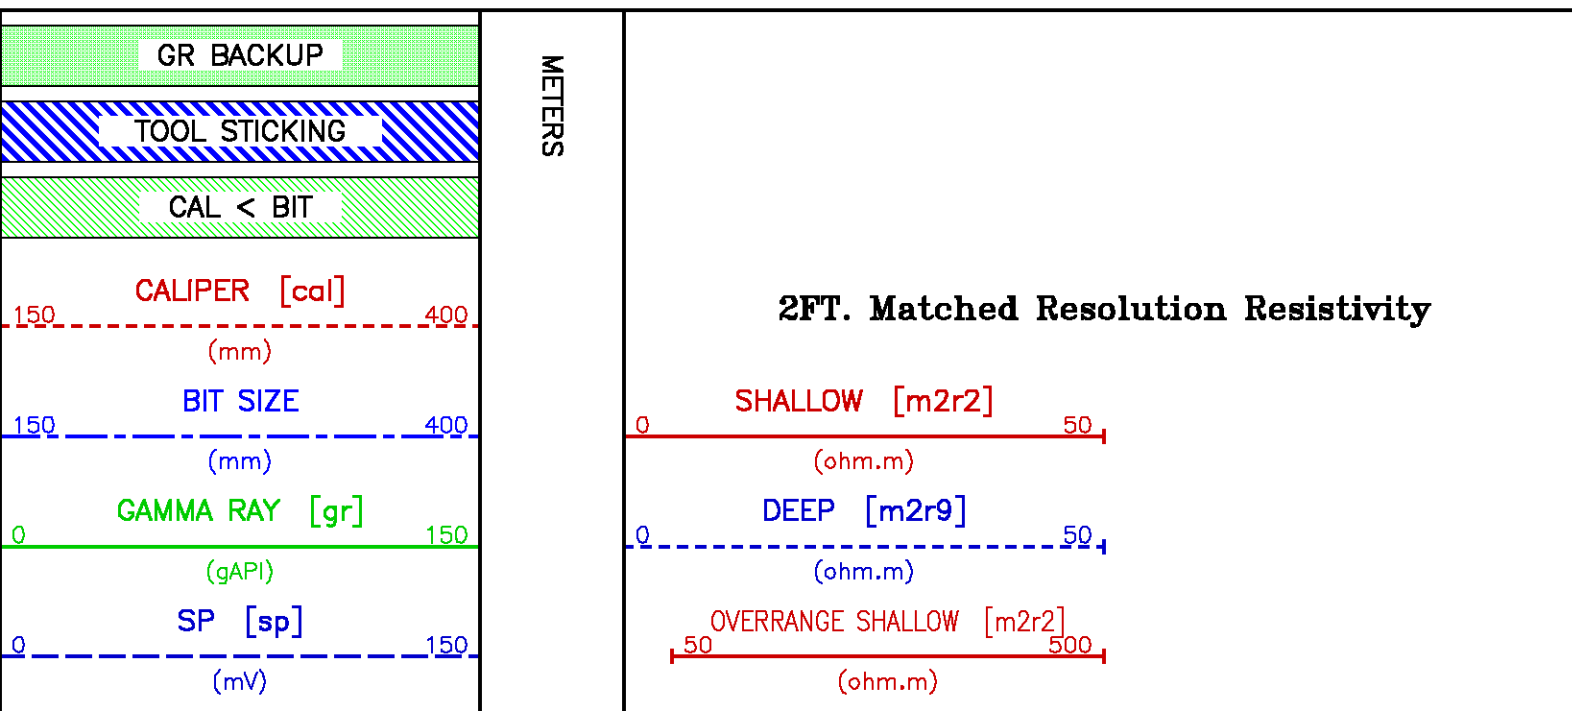 GR BACKUP
TOOL STICKING
CAL < BIT
CALIPER [cal]
150 400
(mm)
BIT SIZE
150 400
(mm)
GAMMA RAY [gr]
0 150
(gAPI)
SP [sp]
0 150
(mV)
METERS
2FT. Matched Resolution Resistivity
SHALLOW [m2r2]
0 50
(ohm.m)
DEEP [m2r9]
0 50
(ohm.m)
OVERRANGE SHALLOW [m2r2]
50 500
(ohm.m)